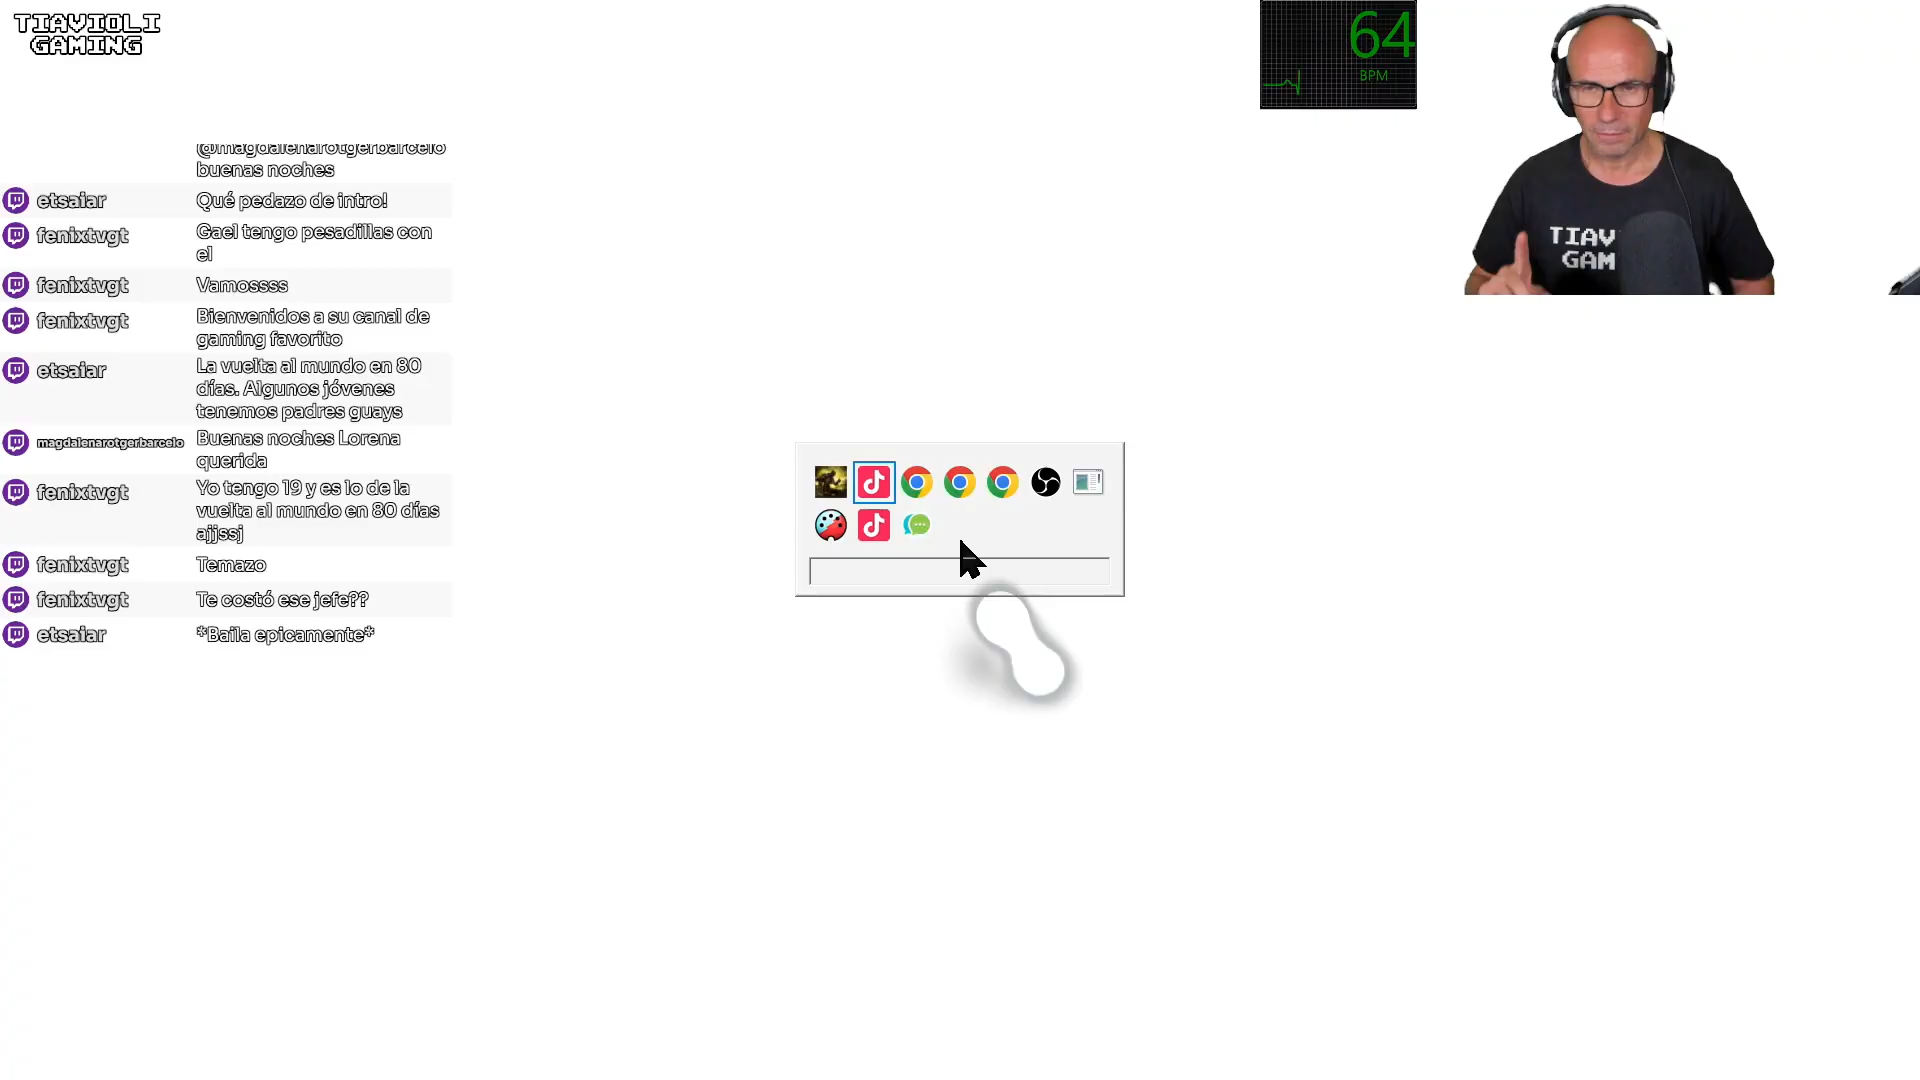 TIAVIOLI
GAMING
64
BPM
TIAV
GAM
@magdalenarotgerbarcelo
buenas noches
etsaiar Qué pedazo de intro!
fenixtvgt Gael tengo pesadillas con
el
fenixtvgt Vamossss
fenixtvgt Bienvenidos a su canal de
gaming favorito
etsaiar La vuelta al mundo en 80
días. Algunos jóvenes
tenemos padres guays
magdalenarotgerbarcelo Buenas noches Lorena
querida
fenixtvgt Yo tengo 19 y es lo de la
vuelta al mundo en 80 días
ajjssj
fenixtvgt Temazo
fenixtvgt Te costó ese jefe??
etsaiar *Baila epicamente*